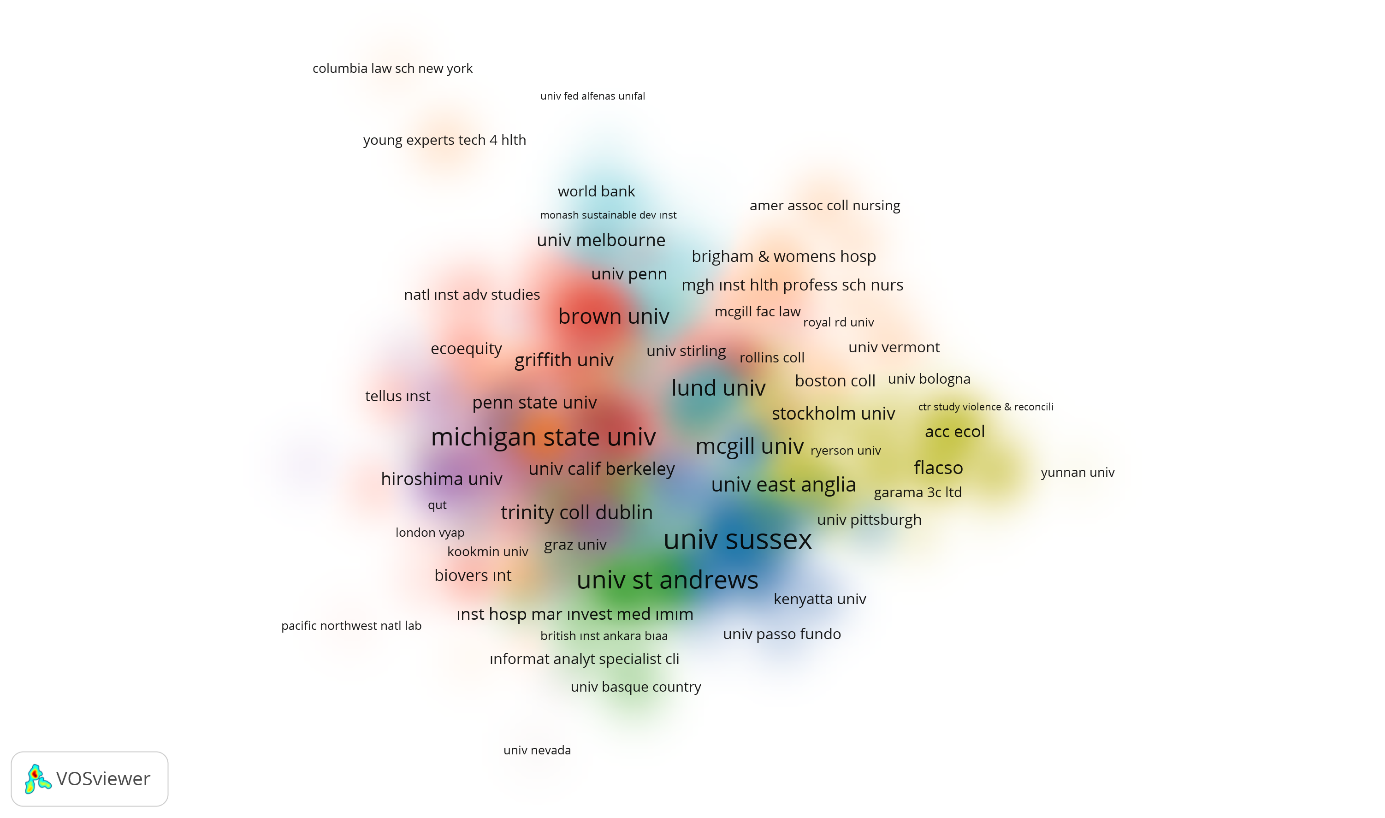 columbia law sch new york
univ fed alfenas unıfal
young experts tech 4 hlth
world bank
amer assoc coll nursing
monash sustainable dev ınst
univ melbourne
brigham & womens hosp
univ penn
mgh ınst hlth profess sch nurs
natl ınst adv studies
mcgill fac law
brown univ
royal rd univ
ecoequity
univ stirling
univ vermont
griffith univ
rollins coll
lund univ
boston coll
univ bologna
tellus ınst
penn state univ
ctr study violence & reconcili
stockholm univ
acc ecol
michigan state univ
mcgill univ
ryerson univ
univ calif berkeley
flacso
yunnan univ
hiroshima univ
univ east anglia
garama 3c ltd
qut
trinity coll dublin
univ pittsburgh
london vyap
graz univ
univ sussex
kookmin univ
biovers ınt
univ st andrews
kenyatta univ
ınst hosp mar ınvest med ımım
pacific northwest natl lab
british ınst ankara bıaa
univ passo fundo
ınformat analyt specialist cli
univ basque country
univ nevada
VOSviewer